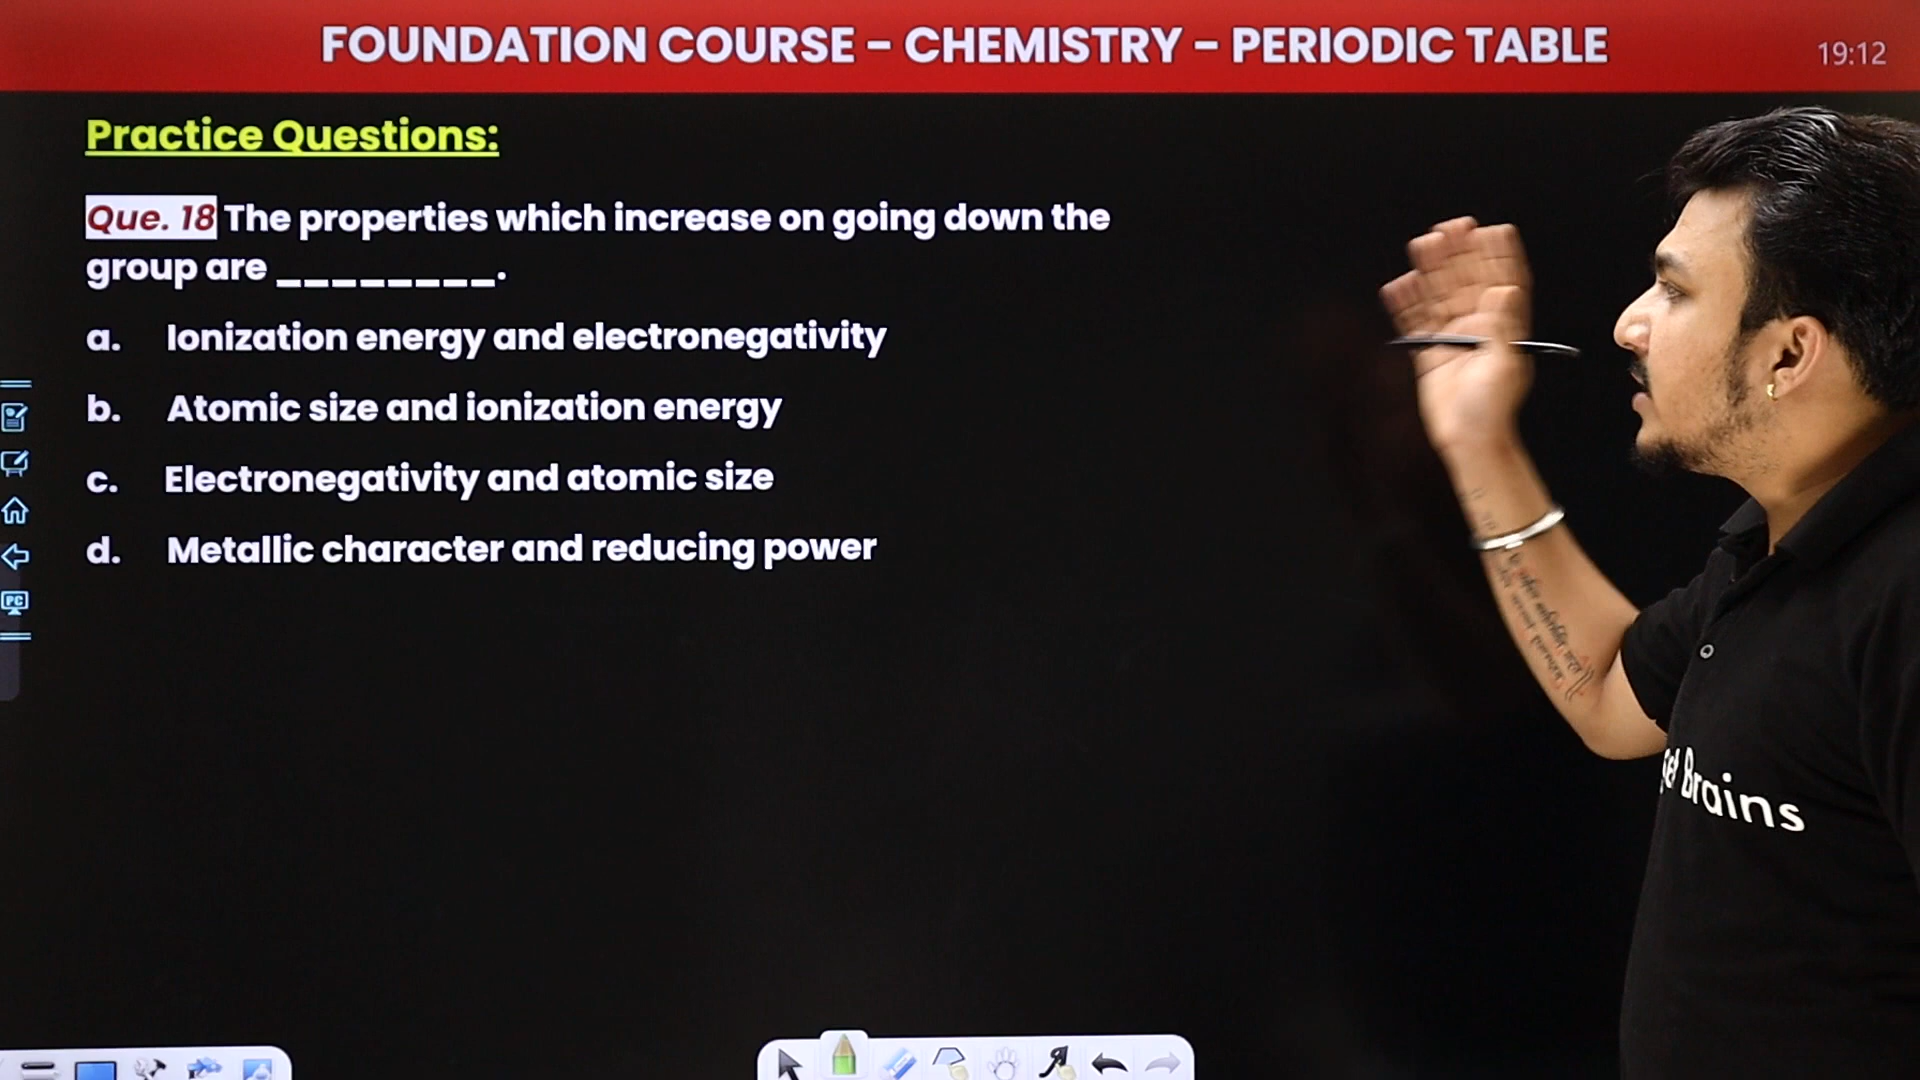 FOUNDATION COURSE - CHEMISTRY - PERIODIC TABLE
19:12
Practice Questions:
Que. 18 The properties which increase on going down the
group are ________.
a. Ionization energy and electronegativity
b. Atomic size and ionization energy
c. Electronegativity and atomic size
d. Metallic character and reducing power
PC
Brains